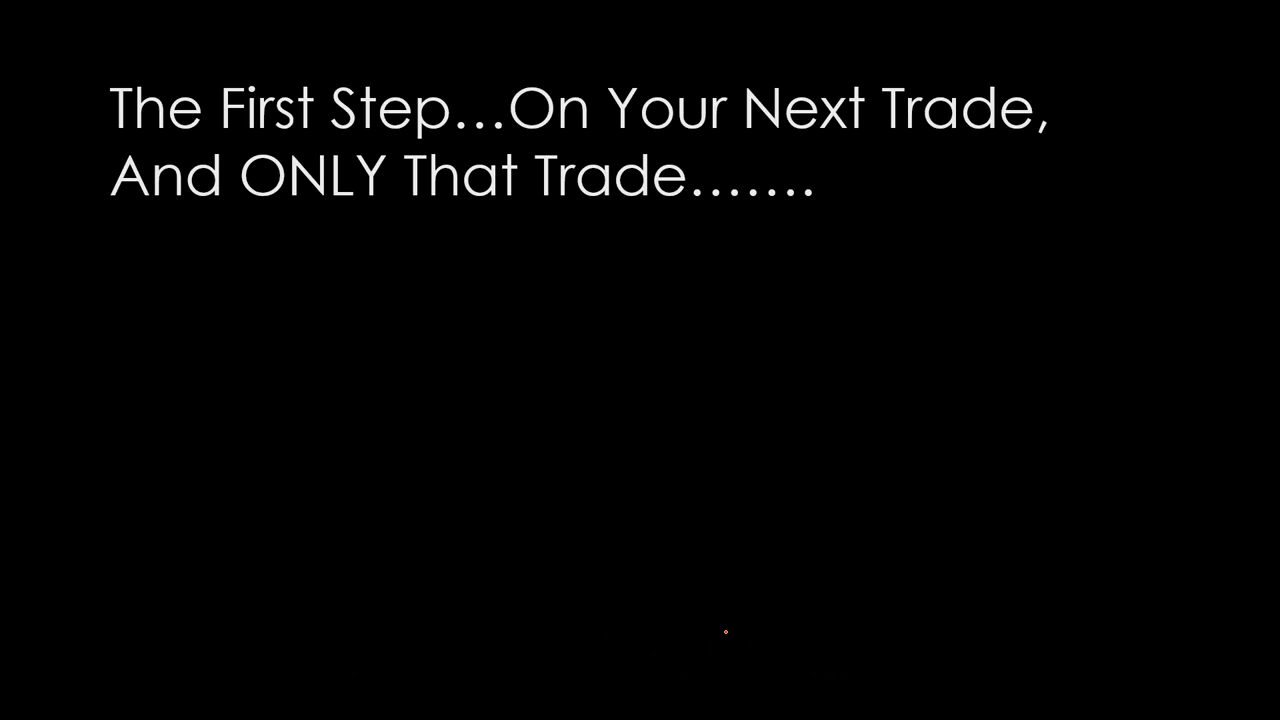 The First Step…On Your Next Trade,
And ONLY That Trade…….